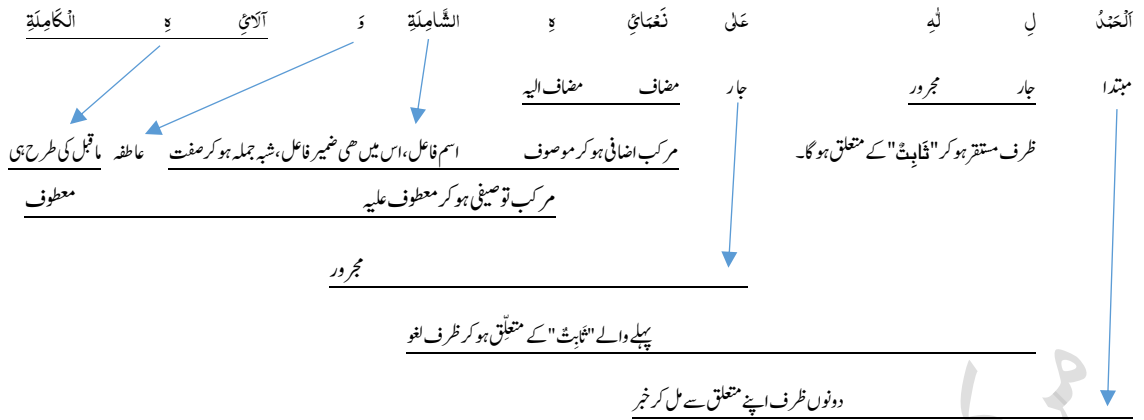 اَلْحَمْدُ لِ لّٰهِ عَلٰى نَعْمَائِ هٖ الشَّامِلَةِ وَ آلَائِ هٖ الْكَامِلَةِ
مبتدا جار مجرور جار مضاف مضاف الیہ
ظرف مستقر ہو کر "ثَابِتٌ" کے متعلق ہو گا۔ مرکب اضافی ہو کر موصوف اسم فاعل، اس میں ھی ضمیر فاعل، شبہ جملہ ہو کر صفت عاطفہ ماقبل کی طرح ہی
مرکب توصیفی ہو کر معطوف علیہ معطوف
مجرور
پہلے والے "ثَابِتٌ" کے متعلِّق ہو کر ظرف لغو
دونوں ظرف اپنے متعلق سے مل کر خبر